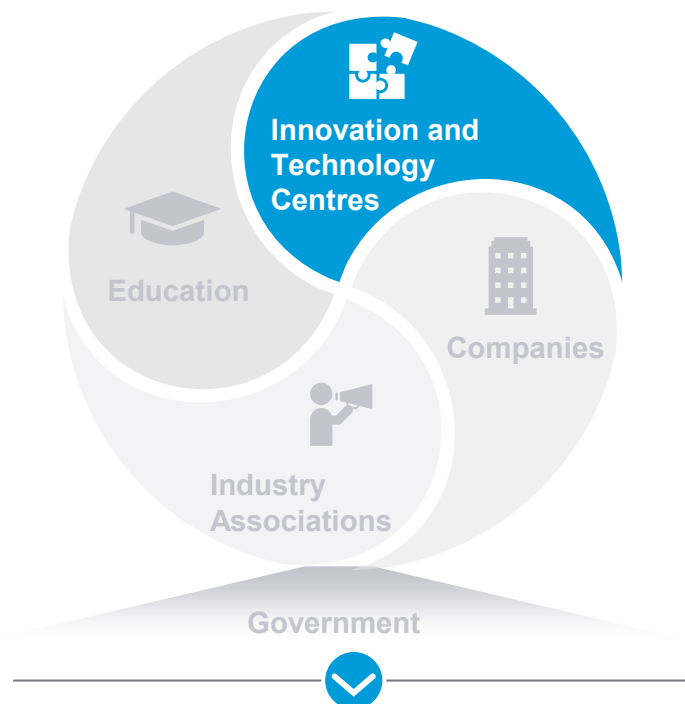 Innovation and
Technology
Centres
Education
Companies
Industry
Associations
Government